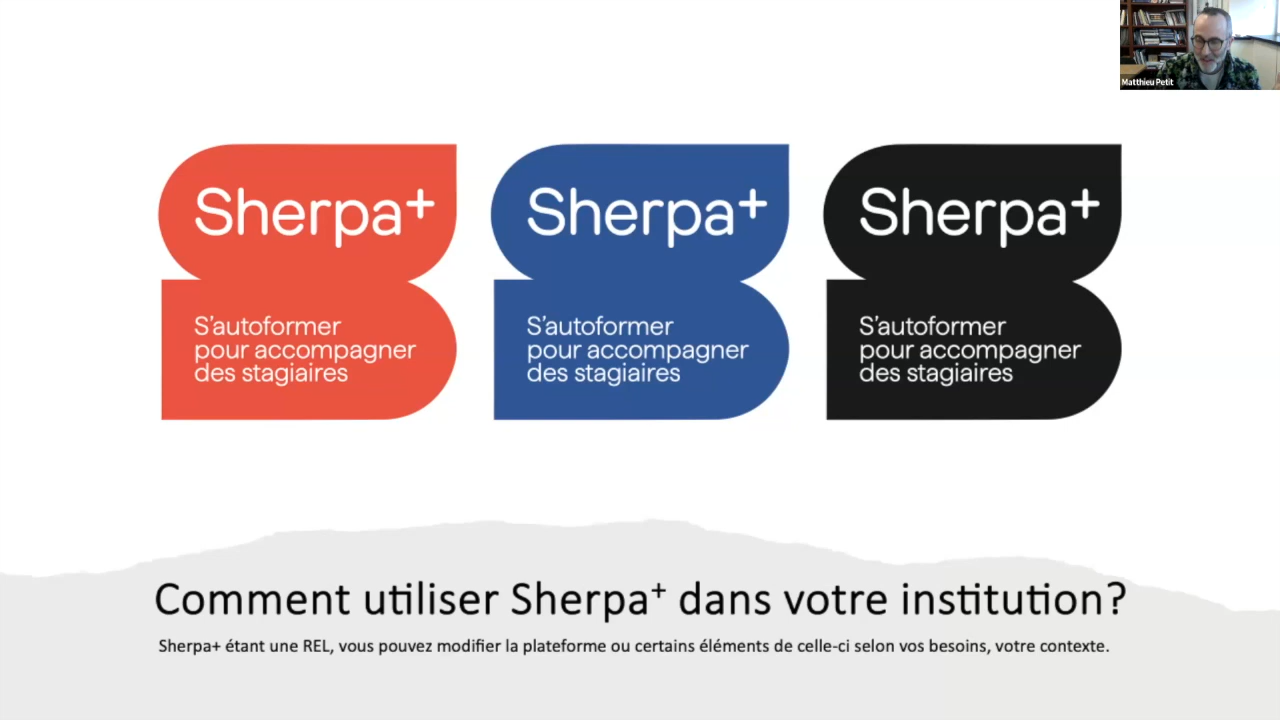 Matthieu Petit
Sherpa+
S'autoformer
pour accompagner
des stagiaires
Sherpa+
S'autoformer
pour accompagner
des stagiaires
Sherpa+
S'autoformer
pour accompagner
des stagiaires
Comment utiliser Sherpa+ dans votre institution?
Sherpa+ étant une REL, vous pouvez modifier la plateforme ou certains éléments de celle-ci selon vos besoins, votre contexte.